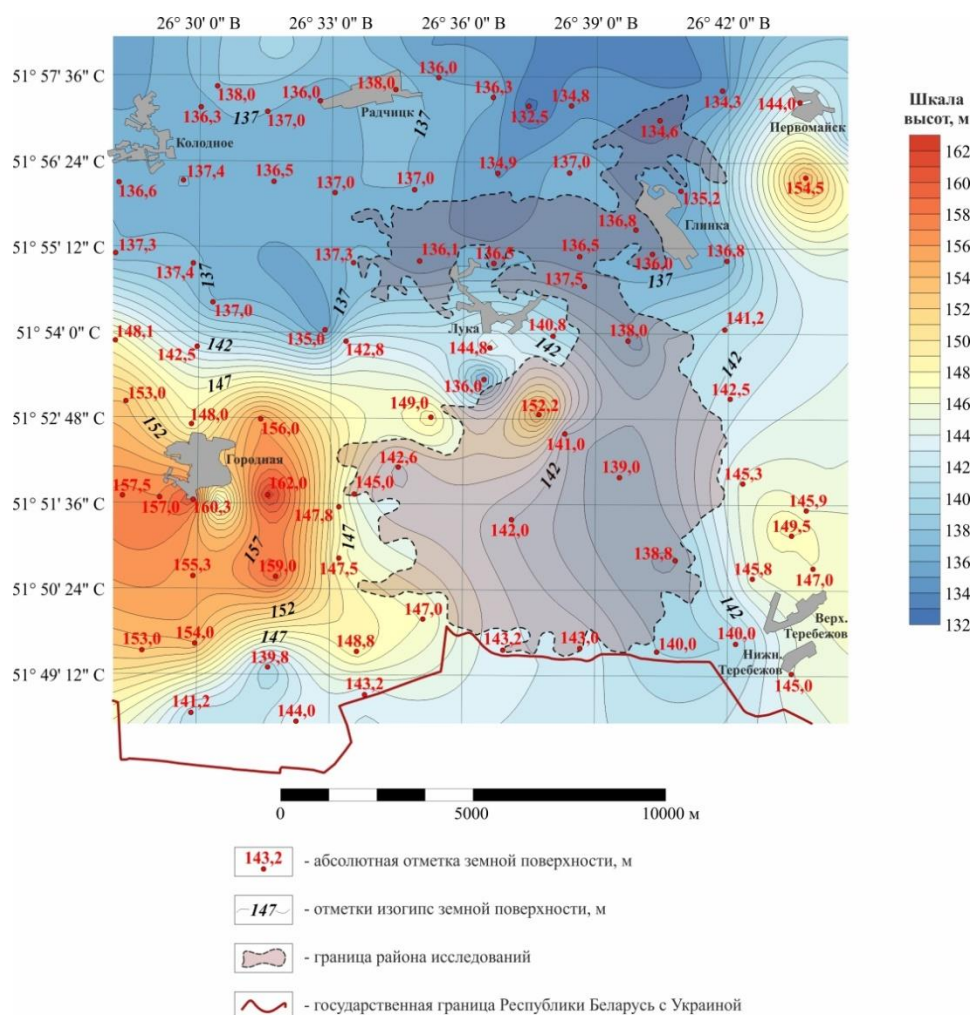 26° 30' 0" В 26° 33' 0" В 26° 36' 0" В 26° 39' 0" В 26° 42' 0" В
51° 57' 36" С
136,0
138,0 136,0 138,0 136,3 134,8 134,3 144,0
Радчицк
136,3 137 137,0 137 132,5 134,6 Первомайск
Колодное
51° 56' 24" С
137,4 136,5 134,9 137,0
136,6 137,0 137,0 135,2 154,5
136,8 Глинка
51° 55' 12" С
137,3 137,3 136,1 136,5 136,5 136,8
137,4 137 137,5 136,0 137
137,0 137
51° 54' 0" С
148,1 135,0 Лука 140,8 138,0 141,2
142,5 142 142,8 144,8 142 142
147
153,0 136,0 142,5
51° 52' 48" С
152 148,0 156,0 149,0 152,2
Городная 141,0
142,6 139,0 145,3
142
51° 51' 36" С
157,5 157,0 160,3 162,0 145,0 145,9
147,8 147 142,0 149,5
157 138,8
147,5
51° 50' 24" С
155,3 159,0 145,8 147,0
152 147,0 142 Верх.
Теребежов
153,0 154,0 147 148,8 143,2 143,0 140,0 140,0
Нижн.
Теребежов
51° 49' 12" С
139,8 145,0
141,2 144,0 143,2
Шкала
высот, м
162
160
158
156
154
152
150
148
146
144
142
140
138
136
134
132
0 5000 10000 м
143,2 - абсолютная отметка земной поверхности, м
147 - отметки изогипс земной поверхности, м
- граница района исследований
- государственная граница Республики Беларусь с Украиной